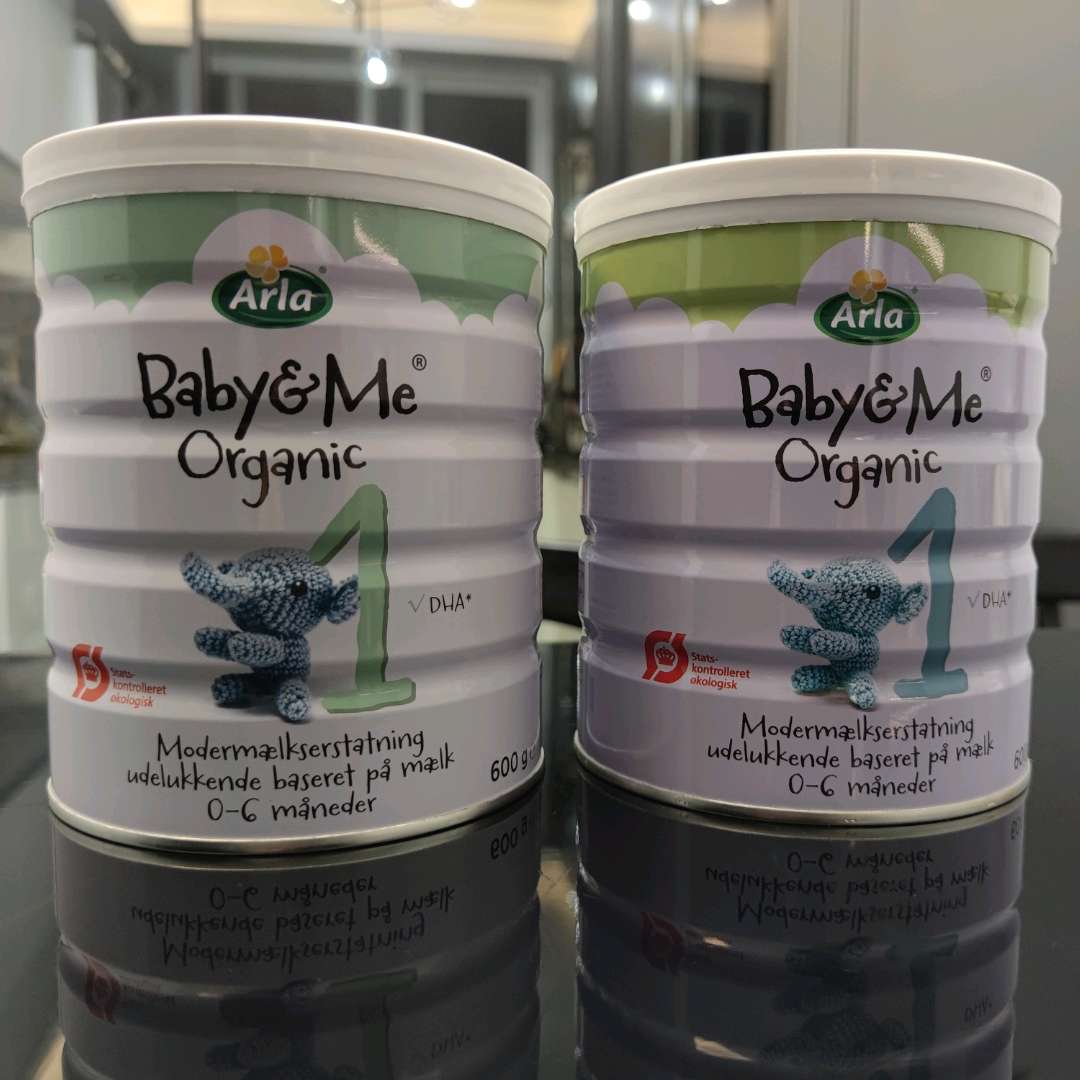 Arla
Baby&Me®
Organic
1
√DHA*
Stats-
kontrolleret
økologisk
Modermælkserstatning
udelukkende baseret på mælk
0-6 måneder
600 g
Arla
Baby&Me®
Organic
1
√DHA*
Stats-
kontrolleret
økologisk
Modermælkserstatning
udelukkende baseret på mælk
0-6 måneder